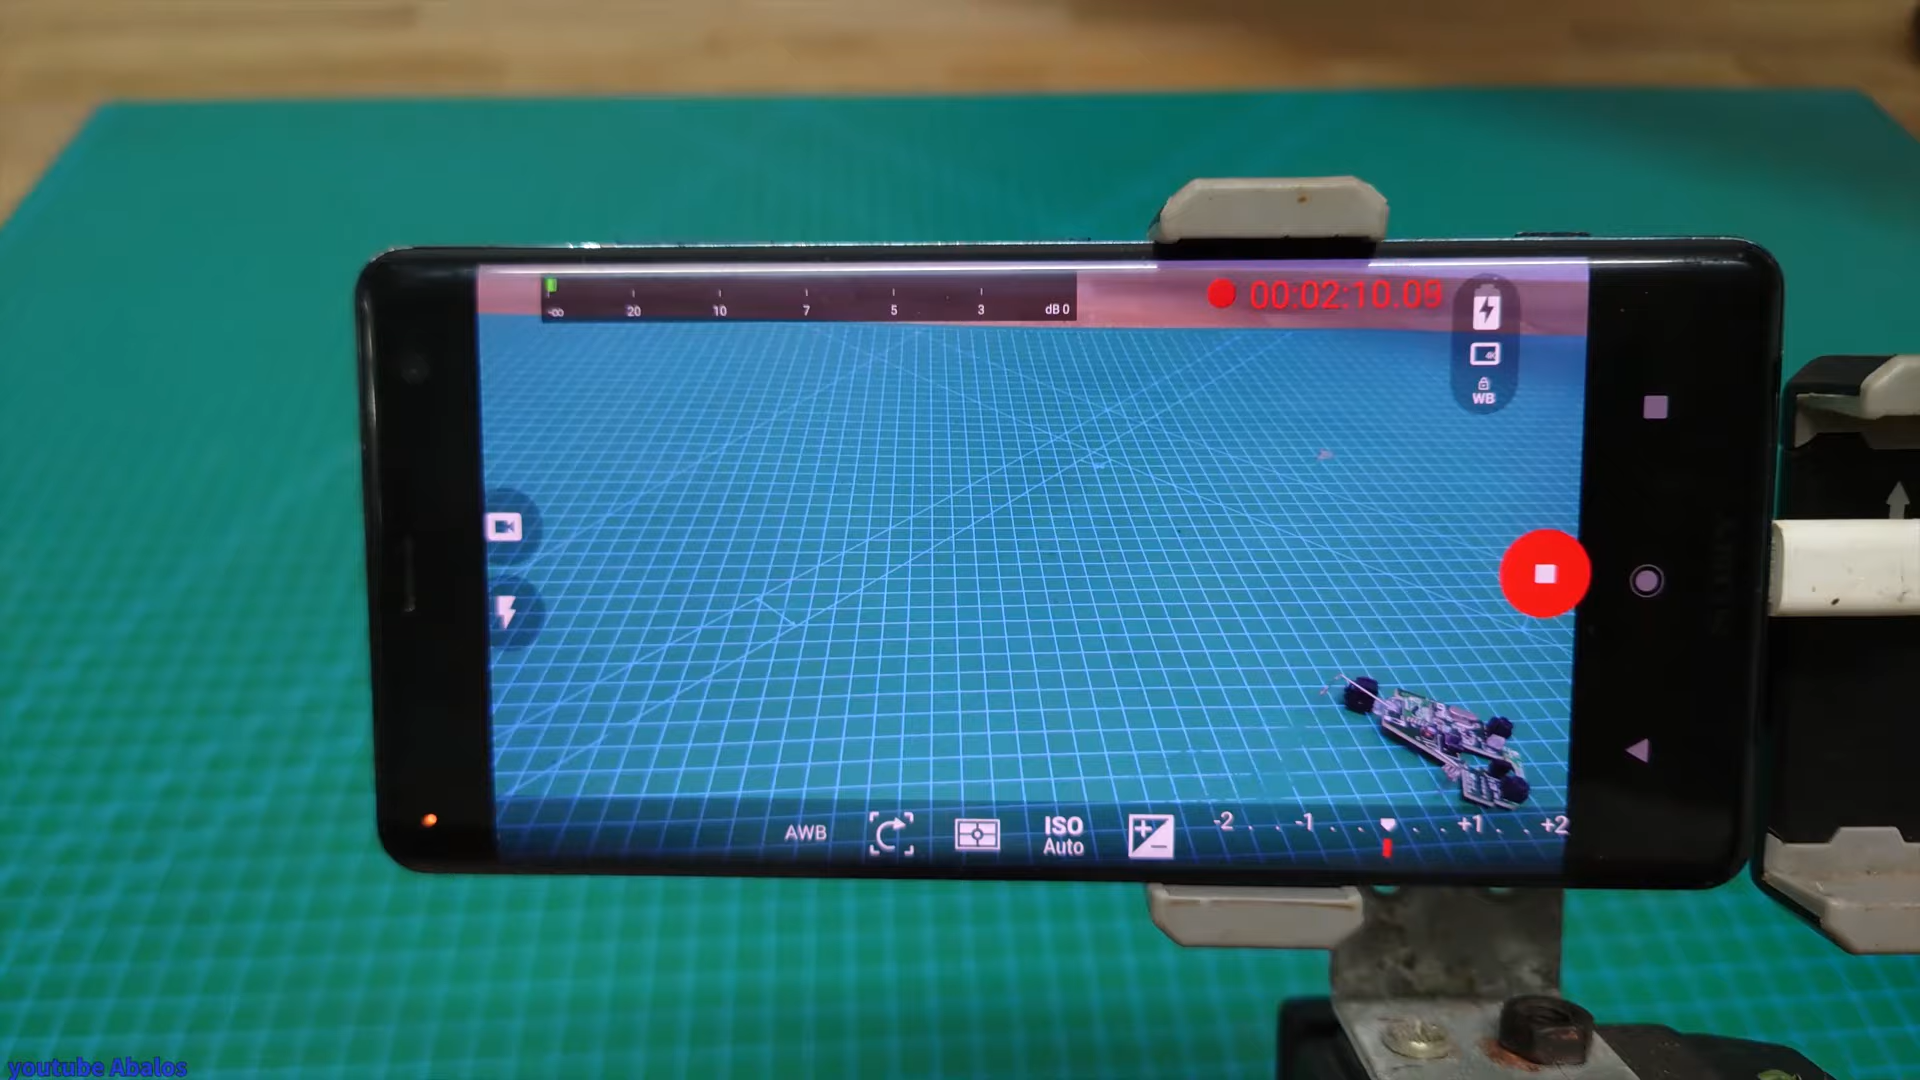 -∞ 20 10 7 5 3 dB 0
00:02:10.09
4K
WB
AWB
ISO
Auto
-2 -1 +1 +2
youtube Abalos